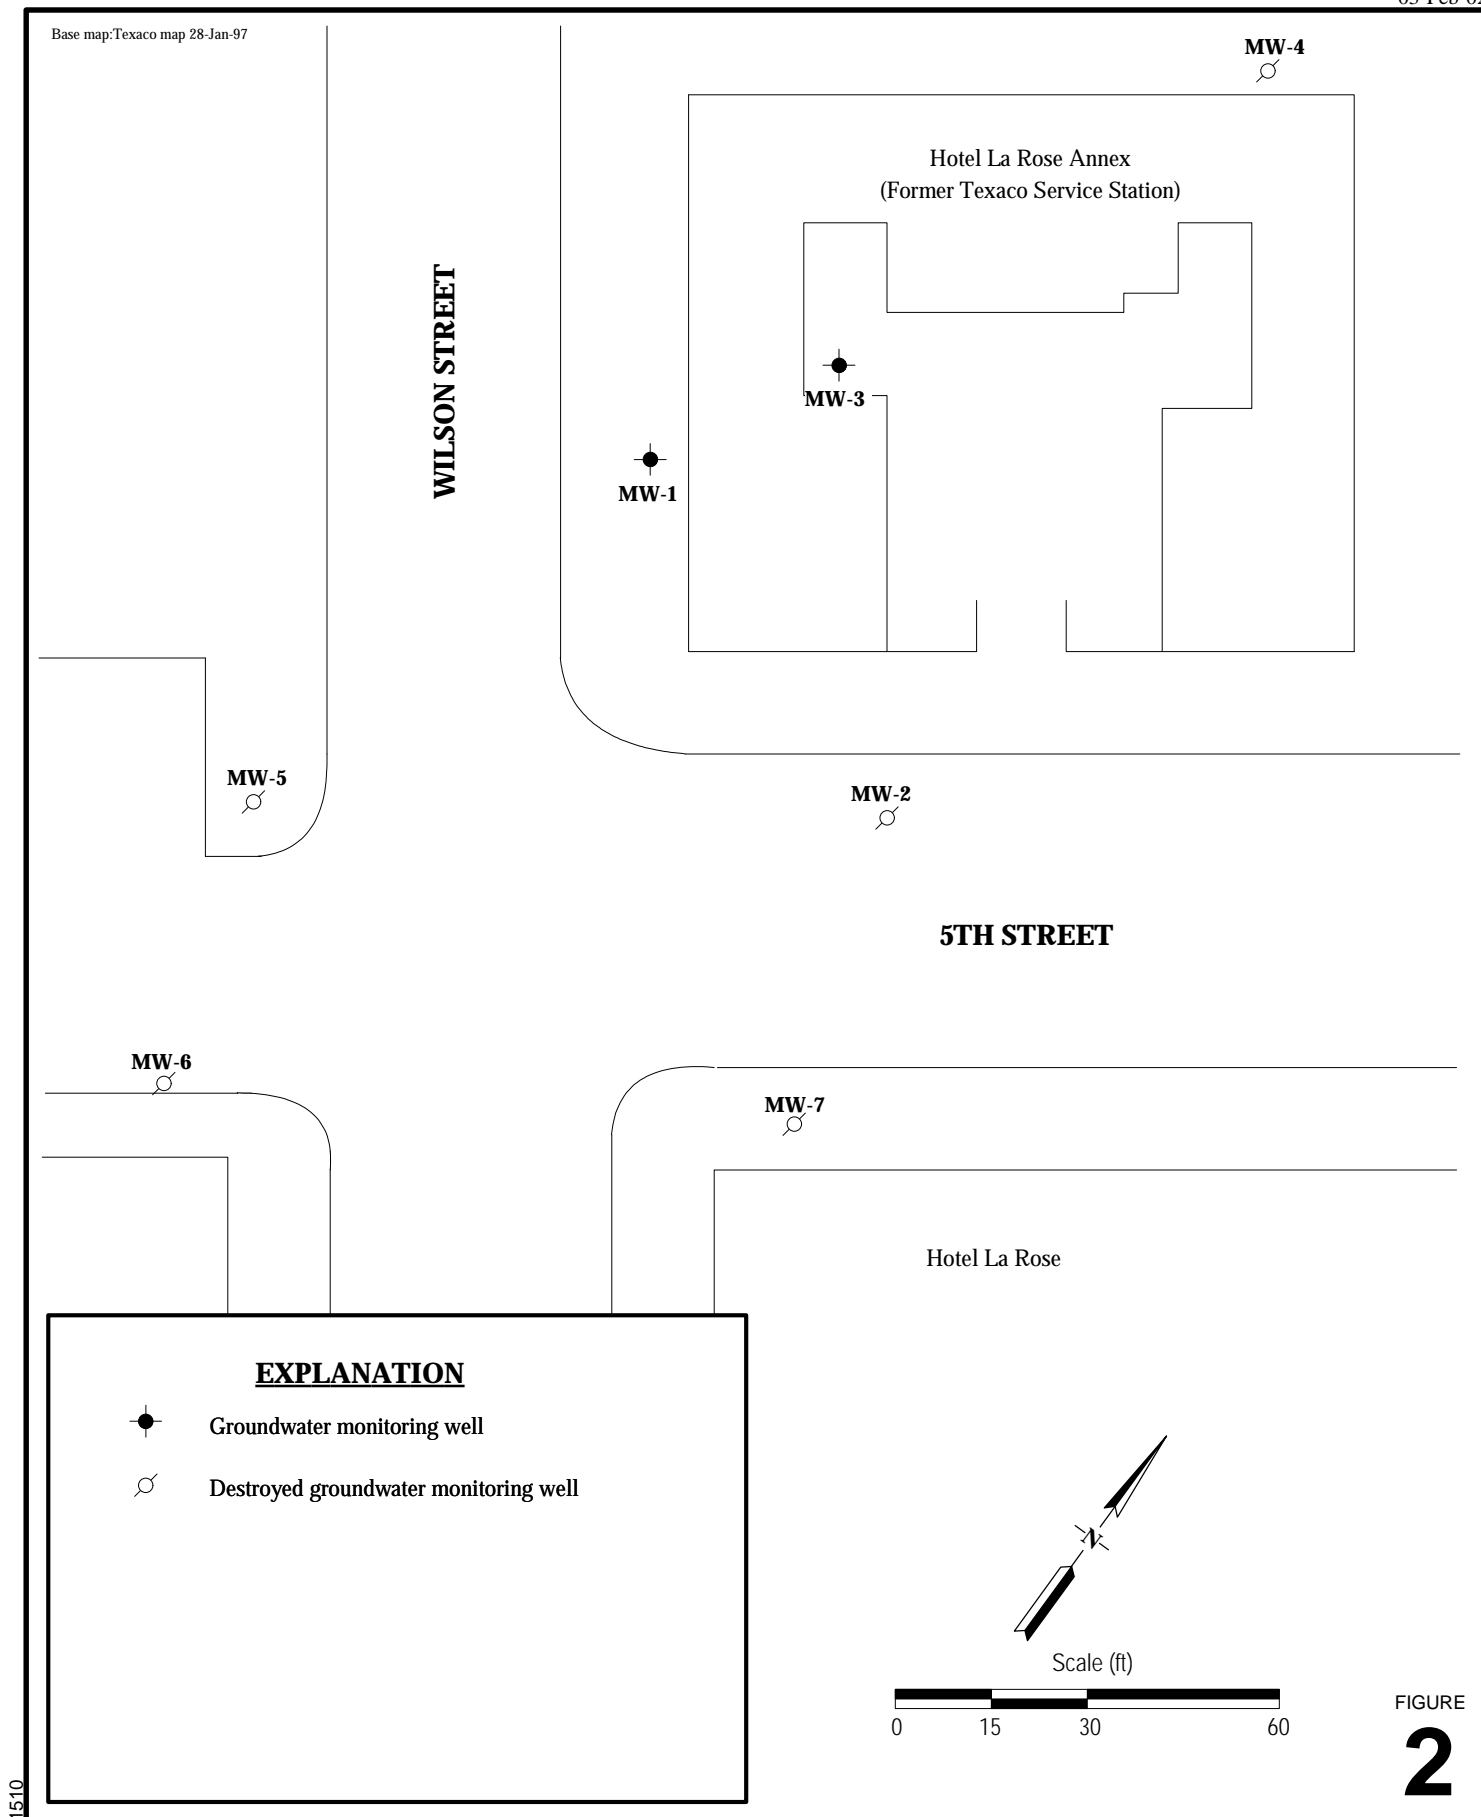 Base map:Texaco map 28-Jan-97
MW-4
Hotel La Rose Annex
(Former Texaco Service Station)
WILSON STREET
MW-3
MW-1
MW-5
MW-2
5TH STREET
MW-6
MW-7
Hotel La Rose
EXPLANATION
Groundwater monitoring well
Destroyed groundwater monitoring well
N
Scale (ft)
0 15 30 60
FIGURE
2
1510